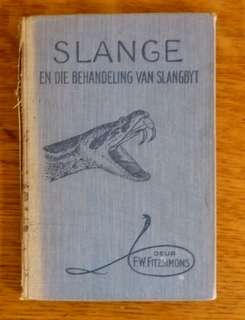 SLANGE
EN DIE BEHANDELING VAN SLANGBYT
DEUR
F.W. FITZSIMONS